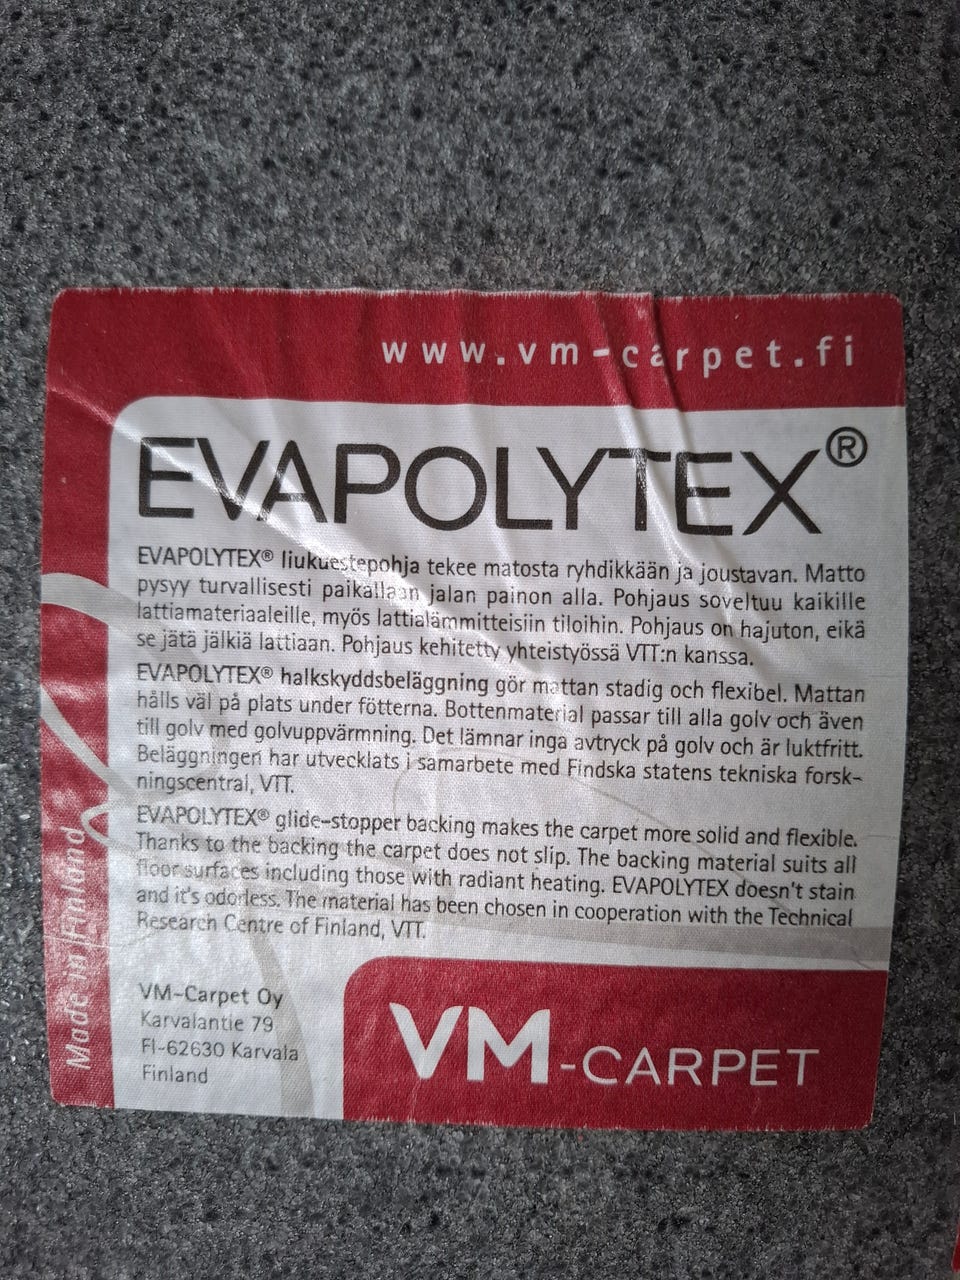 www.vm-carpet.fi
EVAPOLYTEX®
EVAPOLYTEX® liukuestepohja tekee matosta ryhdikkään ja joustavan. Matto
pysyy turvallisesti paikallaan jalan painon alla. Pohjaus soveltuu kaikille
lattiamateriaaleille, myös lattialämmitteisiin tiloihin. Pohjaus on hajuton, eikä
se jätä jälkiä lattiaan. Pohjaus kehitetty yhteistyössä VTT:n kanssa.
EVAPOLYTEX® halkskyddsbeläggning gör mattan stadig och flexibel. Mattan
hålls väl på plats under fötterna. Bottenmaterial passar till alla golv och även
till golv med golvuppvärmning. Det lämnar inga avtryck på golv och är luktfritt.
Beläggningen har utvecklats i samarbete med Findska statens tekniska forsk-
ningscentral, VTT.
EVAPOLYTEX® glide-stopper backing makes the carpet more solid and flexible.
Thanks to the backing the carpet does not slip. The backing material suits all
floor surfaces including those with radiant heating. EVAPOLYTEX doesn't stain
and it's odorless. The material has been chosen in cooperation with the Technical
Research Centre of Finland, VTT.
Made in Finland
VM-Carpet Oy
Karvalantie 79
FI-62630 Karvala
Finland
VM-CARPET